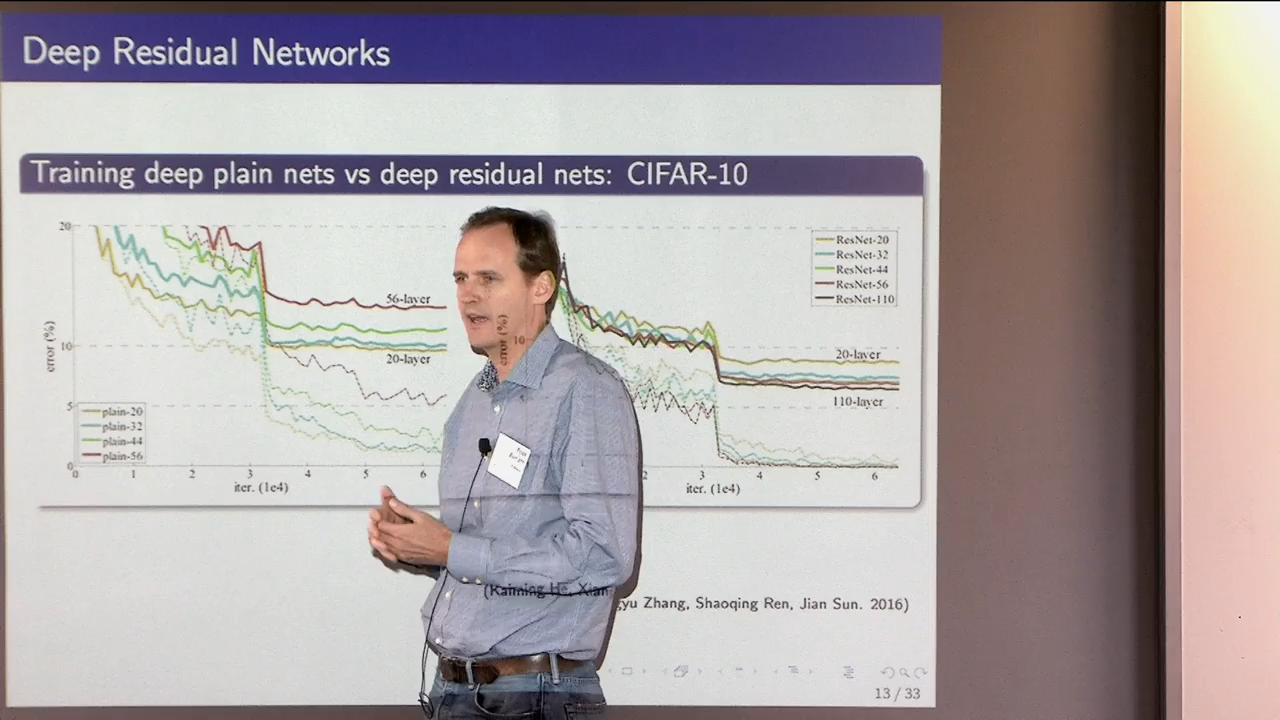 Deep Residual Networks
Training deep plain nets vs deep residual nets: CIFAR-10
20
10
5
0
error (%)
56-layer
20-layer
plain-20
plain-32
plain-44
plain-56
0 1 2 3 4 5 6
iter. (1e4)
error (%)
10
ResNet-20
ResNet-32
ResNet-44
ResNet-56
ResNet-110
20-layer
110-layer
2 3 4 5 6
iter. (1e4)
(Kaiming He, Xiangyu Zhang, Shaoqing Ren, Jian Sun. 2016)
13 / 33